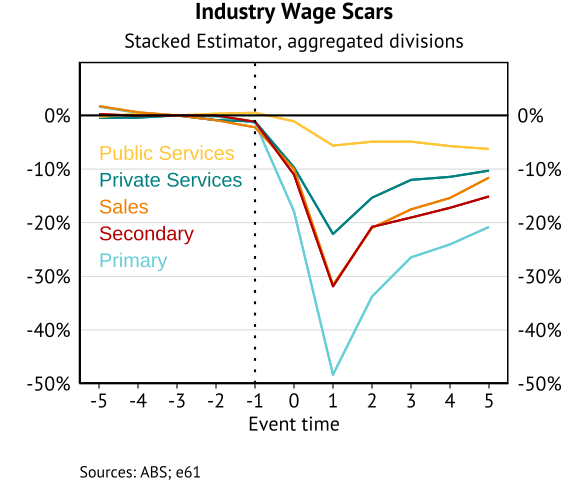 Industry Wage Scars
Stacked Estimator, aggregated divisions
0% 0%
Public Services
-10% -10%
Private Services
Sales
-20% -20%
Secondary
Primary
-30% -30%
-40% -40%
-50% -50%
-5 -4 -3 -2 -1 0 1 2 3 4 5
Event time
Sources: ABS; e61